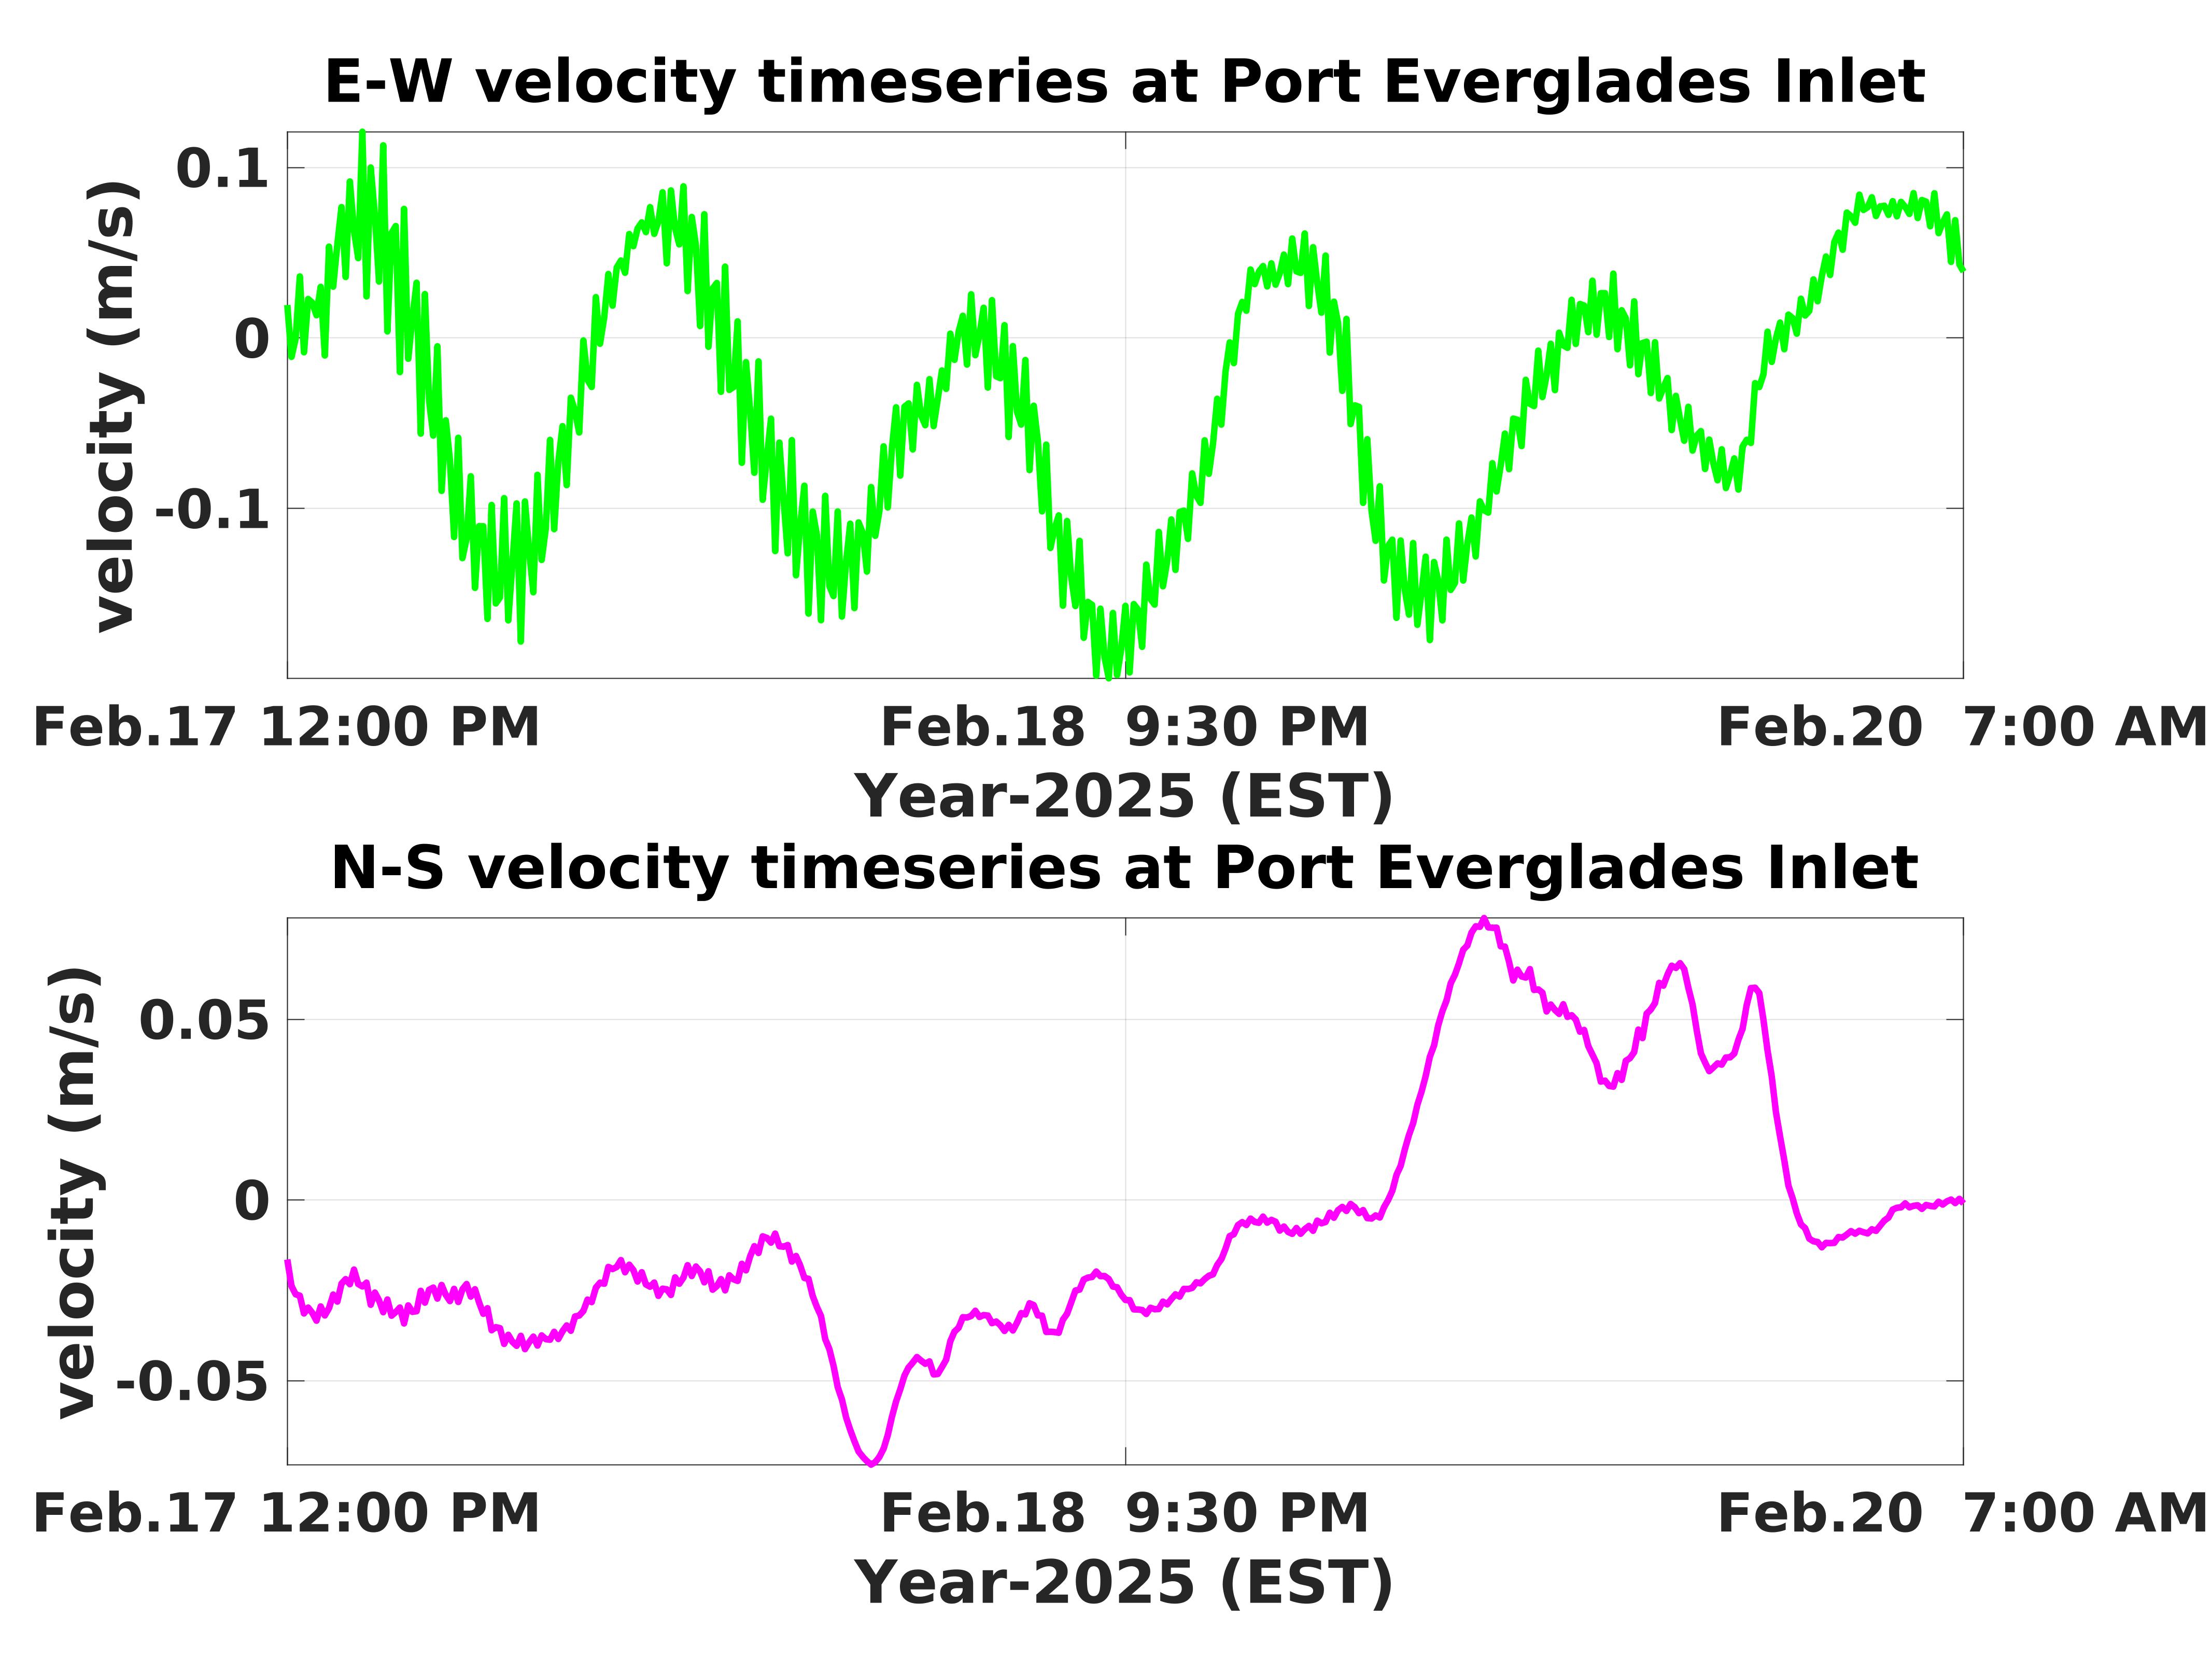 E-W velocity timeseries at Port Everglades Inlet
velocity (m/s)
0.1
0
-0.1
Feb.17 12:00 PM Feb.18  9:30 PM Feb.20  7:00 AM
Year-2025 (EST)
N-S velocity timeseries at Port Everglades Inlet
velocity (m/s)
0.05
0
-0.05
Feb.17 12:00 PM Feb.18  9:30 PM Feb.20  7:00 AM
Year-2025 (EST)